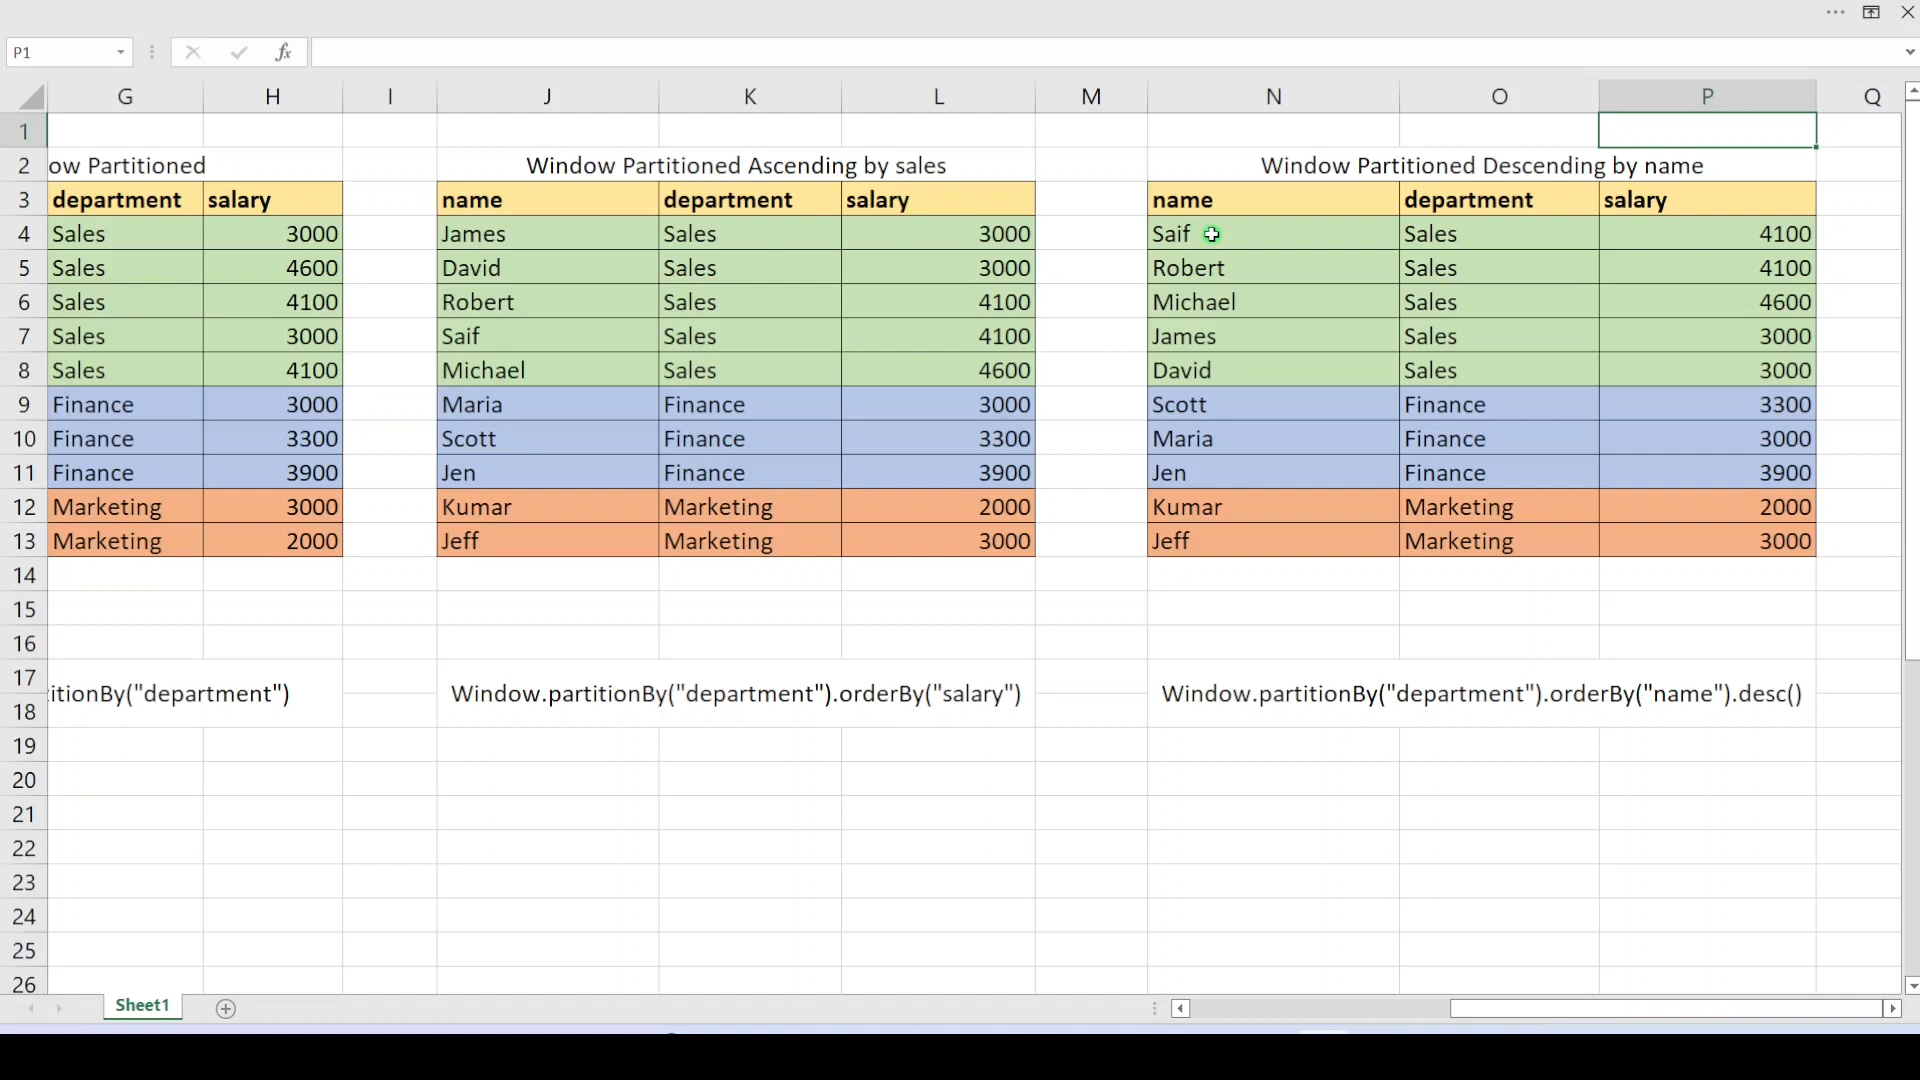 P1
fx
G H I J K L M N O P Q
1
2 ow Partitioned Window Partitioned Ascending by sales Window Partitioned Descending by name
3 department salary name department salary name department salary
4 Sales 3000 James Sales 3000 Saif Sales 4100
5 Sales 4600 David Sales 3000 Robert Sales 4100
6 Sales 4100 Robert Sales 4100 Michael Sales 4600
7 Sales 3000 Saif Sales 4100 James Sales 3000
8 Sales 4100 Michael Sales 4600 David Sales 3000
9 Finance 3000 Maria Finance 3000 Scott Finance 3300
10 Finance 3300 Scott Finance 3300 Maria Finance 3000
11 Finance 3900 Jen Finance 3900 Jen Finance 3900
12 Marketing 3000 Kumar Marketing 2000 Kumar Marketing 2000
13 Marketing 2000 Jeff Marketing 3000 Jeff Marketing 3000
14
15
16
17
itionBy("department") Window.partitionBy("department").orderBy("salary") Window.partitionBy("department").orderBy("name").desc()
18
19
20
21
22
23
24
25
26
Sheet1